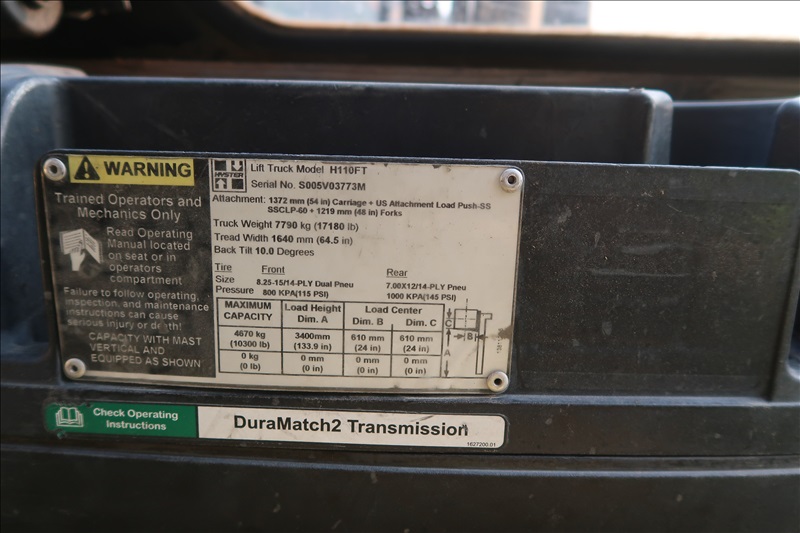 WARNING
Trained Operators and
Mechanics Only
Read Operating
Manual located
on seat or in
operators
compartment
Failure to follow operating,
inspection, and maintenance
instructions can cause
serious injury or death!
CAPACITY WITH MAST
VERTICAL AND
EQUIPPED AS SHOWN
HYSTER
Lift Truck Model H110FT
Serial No. S005V03773M
Attachment: 1372 mm (54 in) Carriage + US Attachment Load Push-SS
SSCLP-60 + 1219 mm (48 in) Forks
Truck Weight 7790 kg (17180 lb)
Tread Width 1640 mm (64.5 in)
Back Tilt 10.0 Degrees
Tire Front Rear
Size 8.25-15/14-PLY Dual Pneu 7.00X12/14-PLY Pneu
Pressure 800 KPA(115 PSI) 1000 KPA(145 PSI)
MAXIMUM CAPACITY Load Height Dim. A Load Center Dim. B Dim. C
4670 kg (10300 lb) 3400mm (133.9 in) 610 mm (24 in) 610 mm (24 in)
0 kg (0 lb) 0 mm (0 in) 0 mm (0 in) 0 mm (0 in)
C
B
A
Check Operating
Instructions
DuraMatch2 Transmission
1627200.01